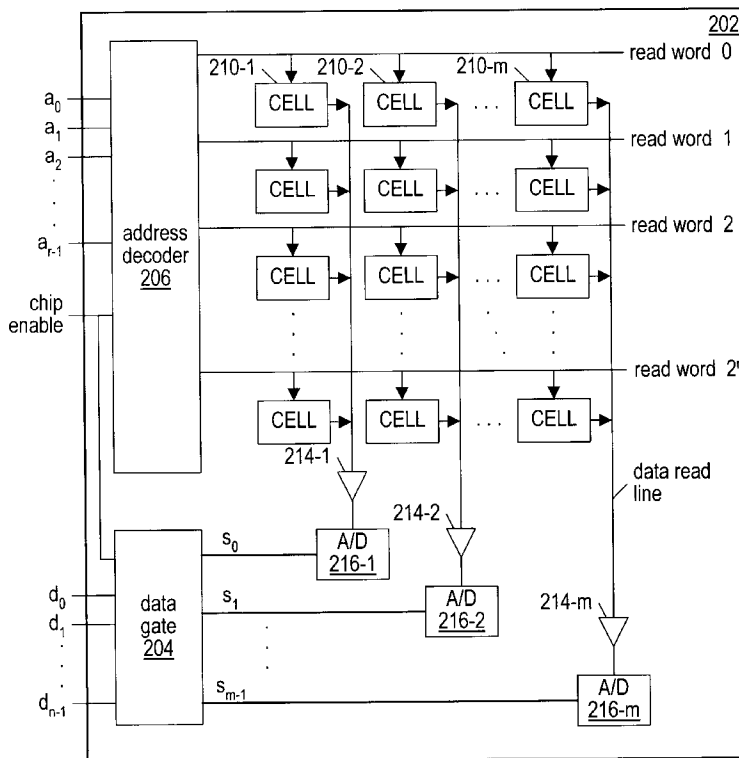 202
210-1 210-2 210-m read word 0
a0 CELL CELL ... CELL
a1
a2 read word 1
CELL CELL ... CELL
ar-1 address decoder 206 read word 2
CELL CELL ... CELL
chip enable
read word 2r
CELL CELL ... CELL
214-1
data read line
214-2
s0 A/D 216-1
d0 data gate 204
s1 A/D 216-2
d1
214-m
dn-1
sm-1 A/D 216-m